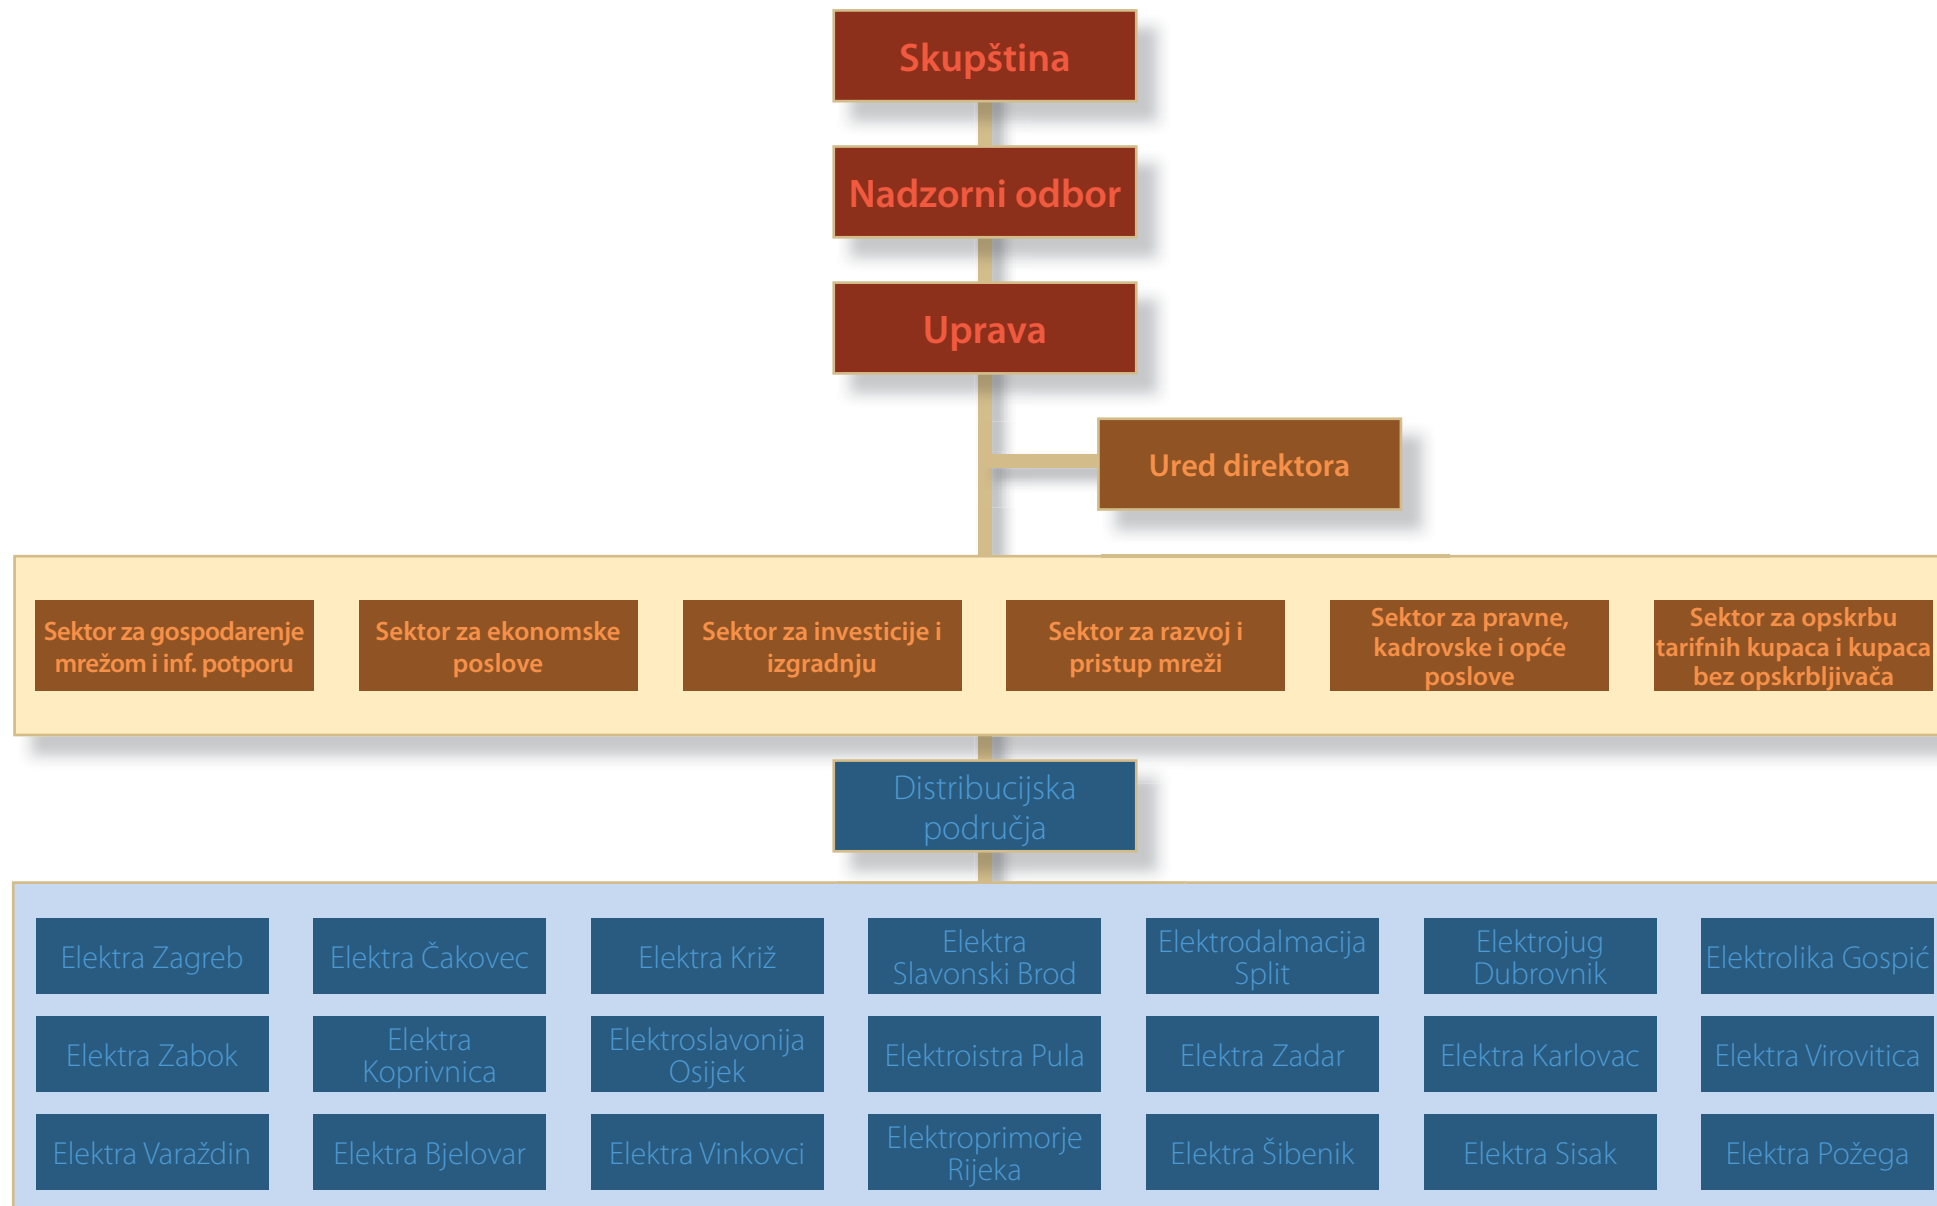 Skupština
Nadzorni odbor
Uprava
Ured direktora
Sektor za gospodarenje
mrežom i inf. potporu
Sektor za ekonomske
poslove
Sektor za investicije i
izgradnju
Sektor za razvoj i
pristup mreži
Sektor za pravne,
kadrovske i opće
poslove
Sektor za opskrbu
tarifnih kupaca i kupaca
bez opskrbljivača
Distribucijska
područja
Elektra Zagreb
Elektra Čakovec
Elektra Križ
Elektra
Slavonski Brod
Elektrodalmacija
Split
Elektrojug
Dubrovnik
Elektrolika Gospić
Elektra Zabok
Elektra
Koprivnica
Elektroslavonija
Osijek
Elektroistra Pula
Elektra Zadar
Elektra Karlovac
Elektra Virovitica
Elektra Varaždin
Elektra Bjelovar
Elektra Vinkovci
Elektroprimorje
Rijeka
Elektra Šibenik
Elektra Sisak
Elektra Požega